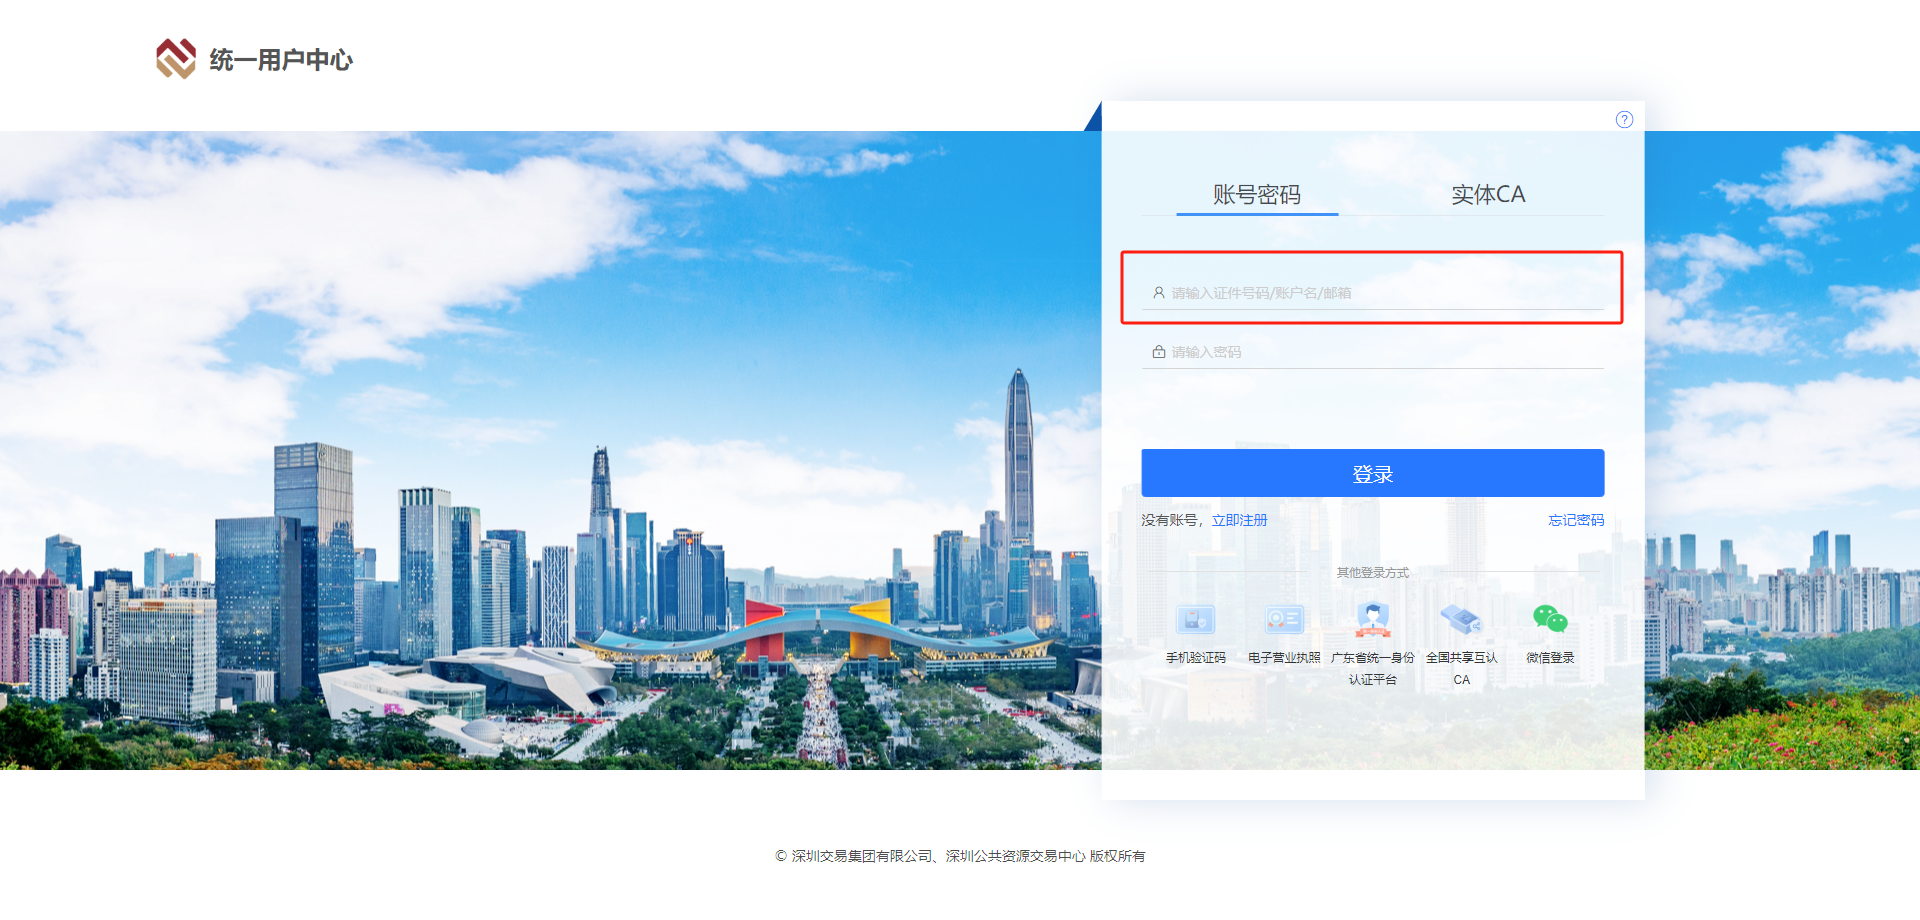 统一用户中心
?
账号密码
实体CA
请输入证件号码/账户名/邮箱
请输入密码
登录
没有账号，立即注册
忘记密码
其他登录方式
手机验证码
电子营业执照
广东省统一身份
认证平台
全国共享互认
CA
微信登录
© 深圳交易集团有限公司、深圳公共资源交易中心 版权所有